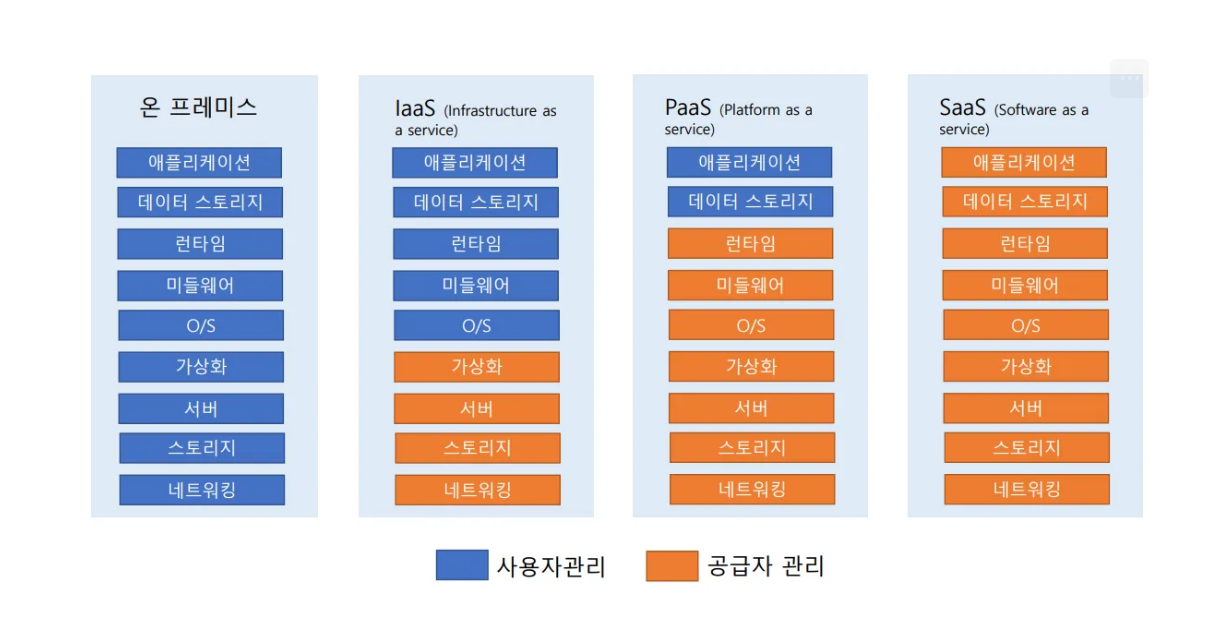 온 프레미스
애플리케이션
데이터 스토리지
런타임
미들웨어
O/S
가상화
서버
스토리지
네트워킹
IaaS (Infrastructure as
a service)
애플리케이션
데이터 스토리지
런타임
미들웨어
O/S
가상화
서버
스토리지
네트워킹
PaaS (Platform as a
service)
애플리케이션
데이터 스토리지
런타임
미들웨어
O/S
가상화
서버
스토리지
네트워킹
SaaS (Software as a
service)
애플리케이션
데이터 스토리지
런타임
미들웨어
O/S
가상화
서버
스토리지
네트워킹
사용자관리
공급자 관리